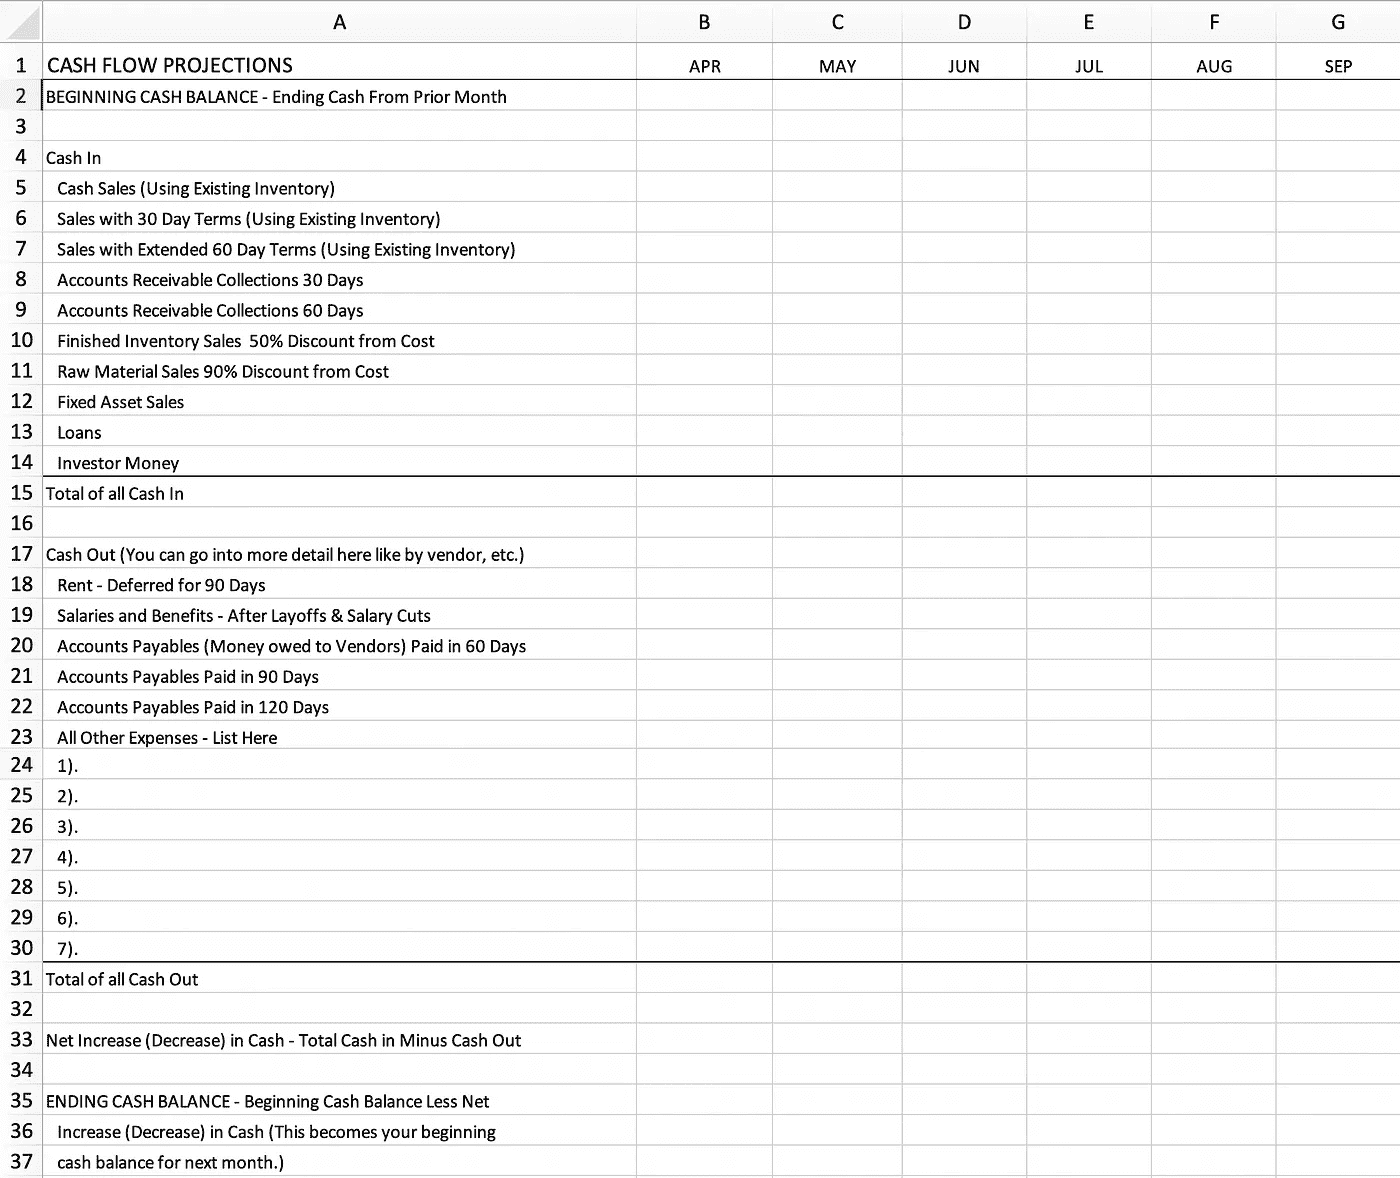 A B C D E F G
1 CASH FLOW PROJECTIONS APR MAY JUN JUL AUG SEP
2 BEGINNING CASH BALANCE - Ending Cash From Prior Month
3
4 Cash In
5 Cash Sales (Using Existing Inventory)
6 Sales with 30 Day Terms (Using Existing Inventory)
7 Sales with Extended 60 Day Terms (Using Existing Inventory)
8 Accounts Receivable Collections 30 Days
9 Accounts Receivable Collections 60 Days
10 Finished Inventory Sales  50% Discount from Cost
11 Raw Material Sales 90% Discount from Cost
12 Fixed Asset Sales
13 Loans
14 Investor Money
15 Total of all Cash In
16
17 Cash Out (You can go into more detail here like by vendor, etc.)
18 Rent - Deferred for 90 Days
19 Salaries and Benefits - After Layoffs & Salary Cuts
20 Accounts Payables (Money owed to Vendors) Paid in 60 Days
21 Accounts Payables Paid in 90 Days
22 Accounts Payables Paid in 120 Days
23 All Other Expenses - List Here
24 1).
25 2).
26 3).
27 4).
28 5).
29 6).
30 7).
31 Total of all Cash Out
32
33 Net Increase (Decrease) in Cash - Total Cash in Minus Cash Out
34
35 ENDING CASH BALANCE - Beginning Cash Balance Less Net
36 Increase (Decrease) in Cash (This becomes your beginning
37 cash balance for next month.)